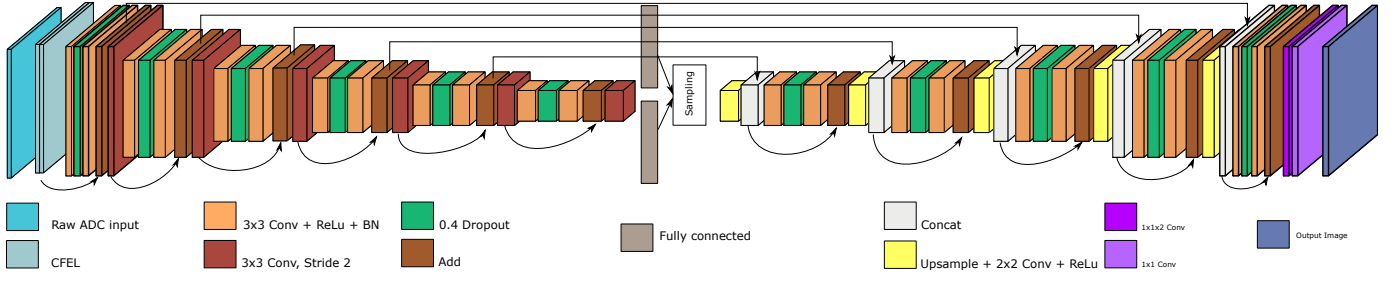 Sampling
Raw ADC input
3x3 Conv + ReLu + BN
0.4 Dropout
Fully connected
Concat
1x1x2 Conv
Output Image
CFEL
3x3 Conv, Stride 2
Add
Upsample + 2x2 Conv + ReLu
1x1 Conv